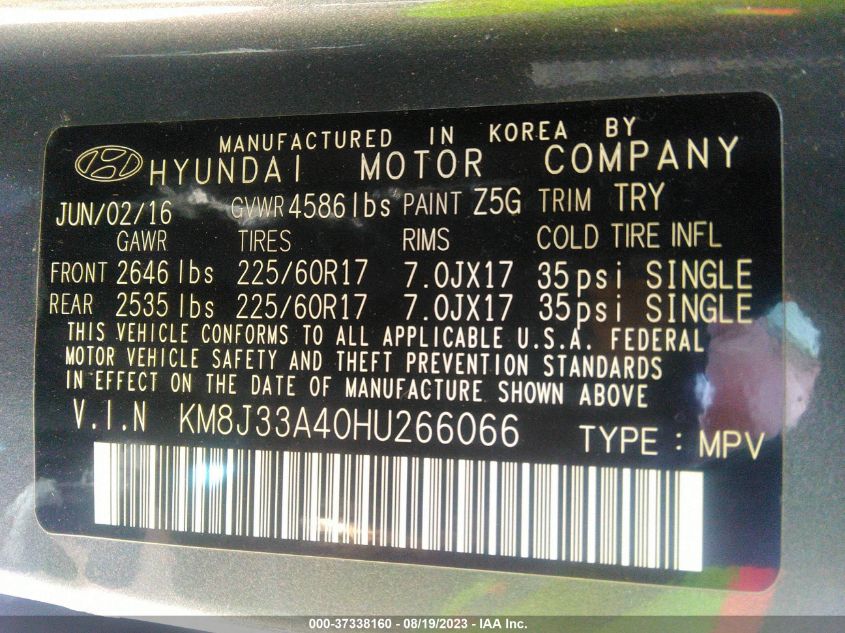 MANUFACTURED IN KOREA BY
HYUNDAI MOTOR COMPANY
JUN/02/16 GVWR 4586 lbs PAINT Z5G TRIM TRY
GAWR TIRES RIMS COLD TIRE INFL
FRONT 2646 lbs 225/60R17 7.0JX17 35psi SINGLE
REAR 2535 lbs 225/60R17 7.0JX17 35psi SINGLE
THIS VEHICLE CONFORMS TO ALL APPLICABLE U.S.A. FEDERAL
MOTOR VEHICLE SAFETY AND THEFT PREVENTION STANDARDS
IN EFFECT ON THE DATE OF MANUFACTURE SHOWN ABOVE
V.I.N KM8J33A40HU266066 TYPE : MPV
000-37338160 - 08/19/2023 - IAA Inc.